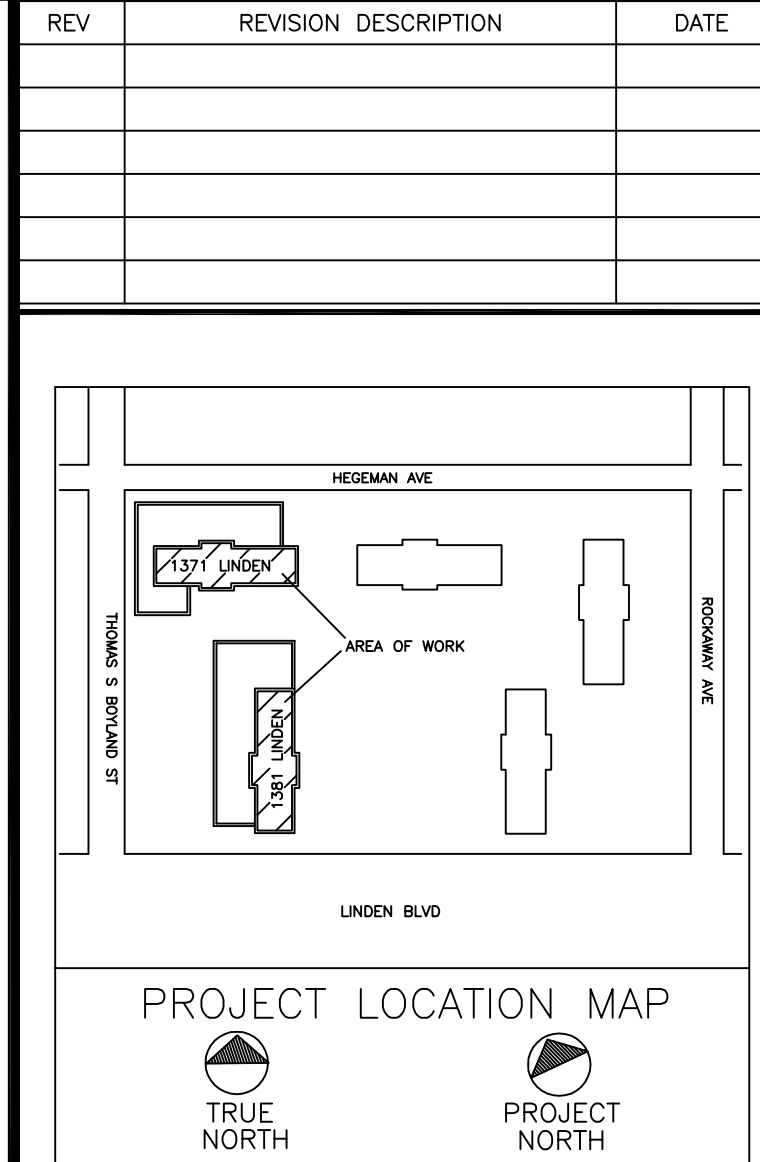 REV REVISION DESCRIPTION DATE
HEGEMAN AVE
1371 LINDEN
THOMAS S BOYLAND ST
ROCKAWAY AVE
AREA OF WORK
1381 LINDEN
LINDEN BLVD
PROJECT LOCATION MAP
TRUE
NORTH
PROJECT
NORTH